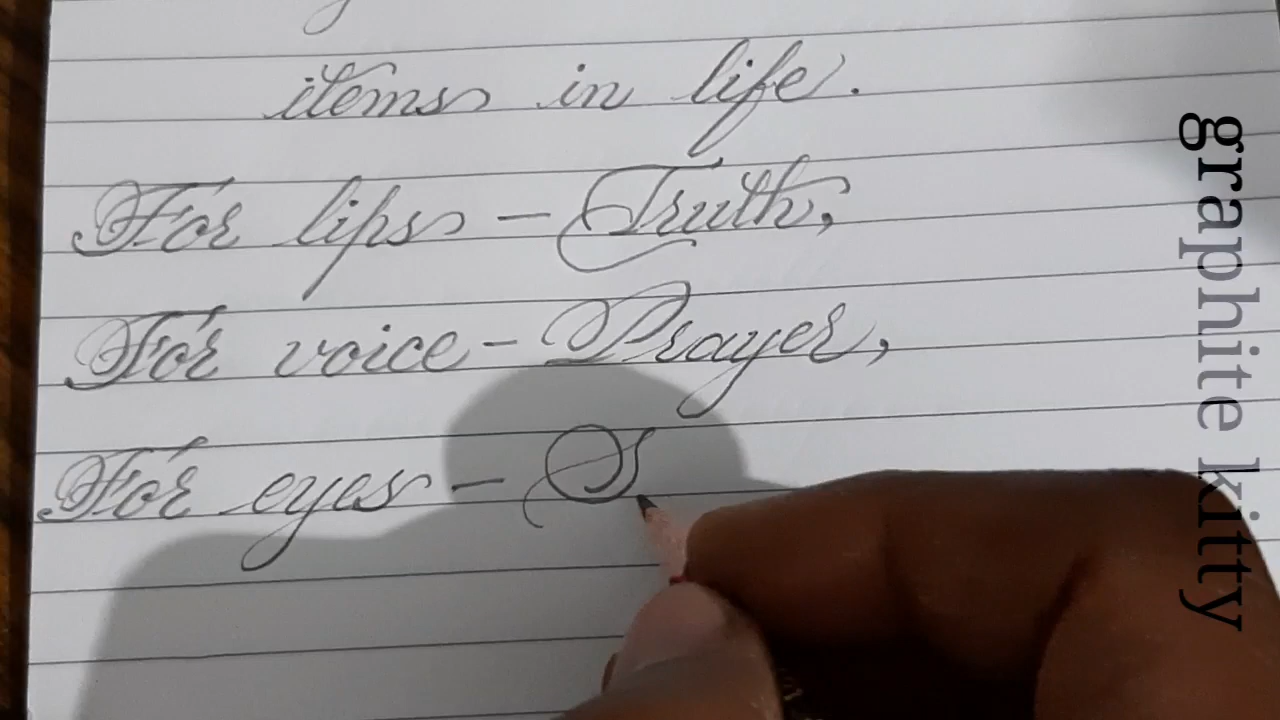 items in life.
For lips – Truth,
For voice – Prayer,
For eyes –
graphite kitty